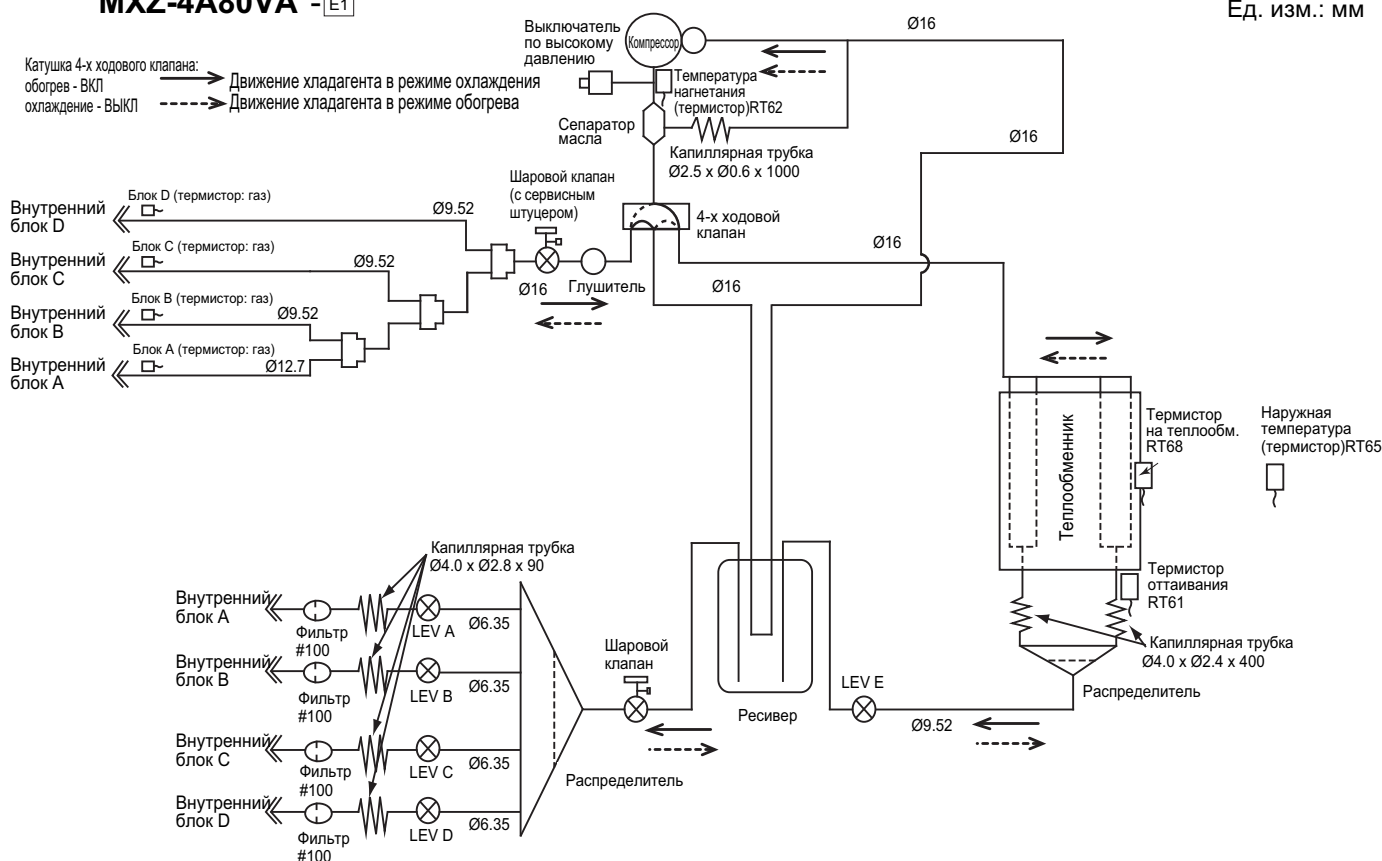 MXZ-4A80VA - E1
Ед. изм.: мм
Катушка 4-х ходового клапана:
обогрев - ВКЛ
охлаждение - ВЫКЛ
Движение хладагента в режиме охлаждения
Движение хладагента в режиме обогрева
Выключатель
по высокому
давлению
Компрессор
Ø16
Температура
нагнетания
(термистор)RT62
Сепаратор
масла
Капиллярная трубка
Ø2.5 x Ø0.6 x 1000
Ø16
Шаровой клапан
(с сервисным
штуцером)
4-х ходовой
клапан
Ø16
Ø16
Глушитель
Ø16
Внутренний
блок D
Блок D (термистор: газ)
Ø9.52
Внутренний
блок C
Блок C (термистор: газ)
Ø9.52
Внутренний
блок B
Блок B (термистор: газ)
Ø9.52
Внутренний
блок A
Блок A (термистор: газ)
Ø12.7
Теплообменник
Термистор
на теплообм.
RT68
Наружная
температура
(термистор)RT65
Термистор
оттаивания
RT61
Капиллярная трубка
Ø4.0 x Ø2.4 x 400
Распределитель
Капиллярная трубка
Ø4.0 x Ø2.8 x 90
Внутренний
блок A
Фильтр
#100
LEV A
Ø6.35
Внутренний
блок B
Фильтр
#100
LEV B
Ø6.35
Внутренний
блок C
Фильтр
#100
LEV C
Ø6.35
Внутренний
блок D
Фильтр
#100
LEV D
Ø6.35
Распределитель
Шаровой
клапан
Ресивер
LEV E
Ø9.52